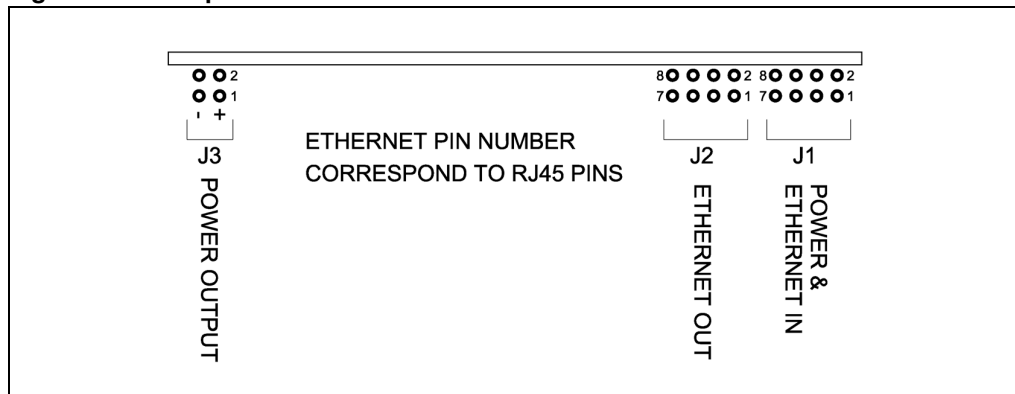 2 8 2 8 2
1 7 1 7 1
- +
J3 J2 J1
ETHERNET PIN NUMBER
CORRESPOND TO RJ45 PINS
POWER OUTPUT
ETHERNET OUT
POWER &
ETHERNET IN